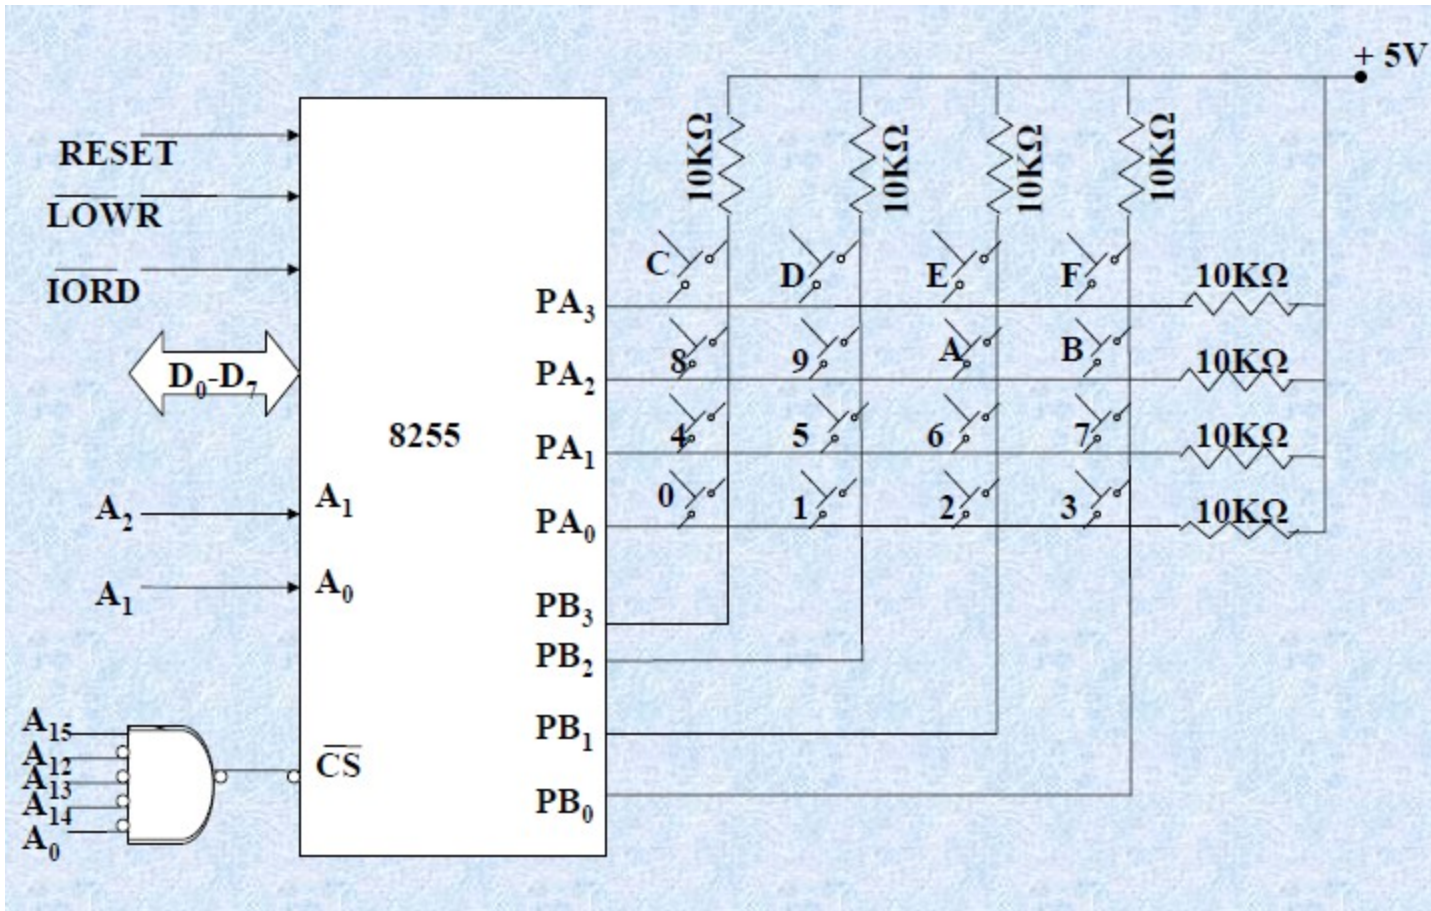 + 5V
10KΩ 10KΩ 10KΩ 10KΩ
RESET
LOWR
IORD
C D E F 10KΩ
PA3
8 9 A B 10KΩ
D0-D7 PA2
8255
4 5 6 7 10KΩ
PA1
A2 A1
0 1 2 3 10KΩ
PA0
A1 A0
PB3
PB2
PB1
A15
A12
A13
A14
A0
CS
PB0